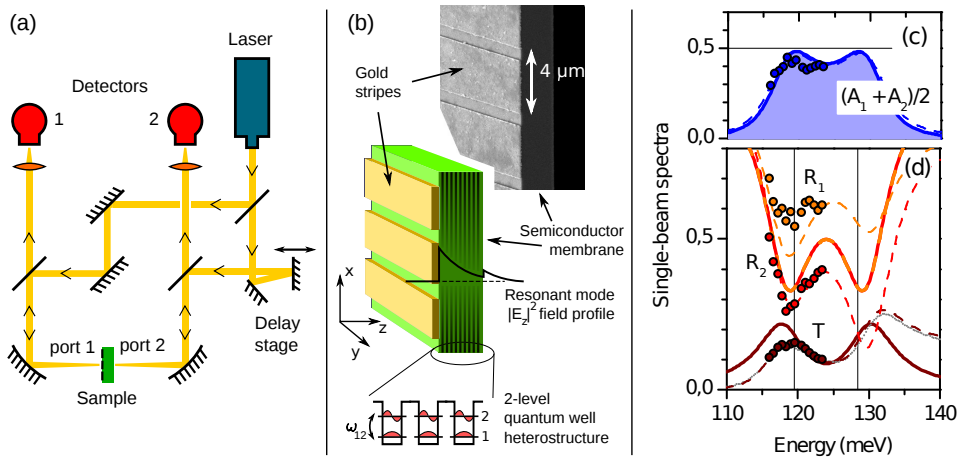 (a)
Laser
Detectors
1
2
port 1
port 2
Sample
Delay
stage
(b)
Gold
stripes
4 µm
Semiconductor
membrane
x
z
y
Resonant mode
|E_z|² field profile
ω₁₂
2
1
2-level
quantum well
heterostructure
(c)
0,5
(A₁+A₂)/2
0,0
(d)
Single-beam spectra
R₁
0,5
R₂
T
0,0
110 120 130 140
Energy (meV)